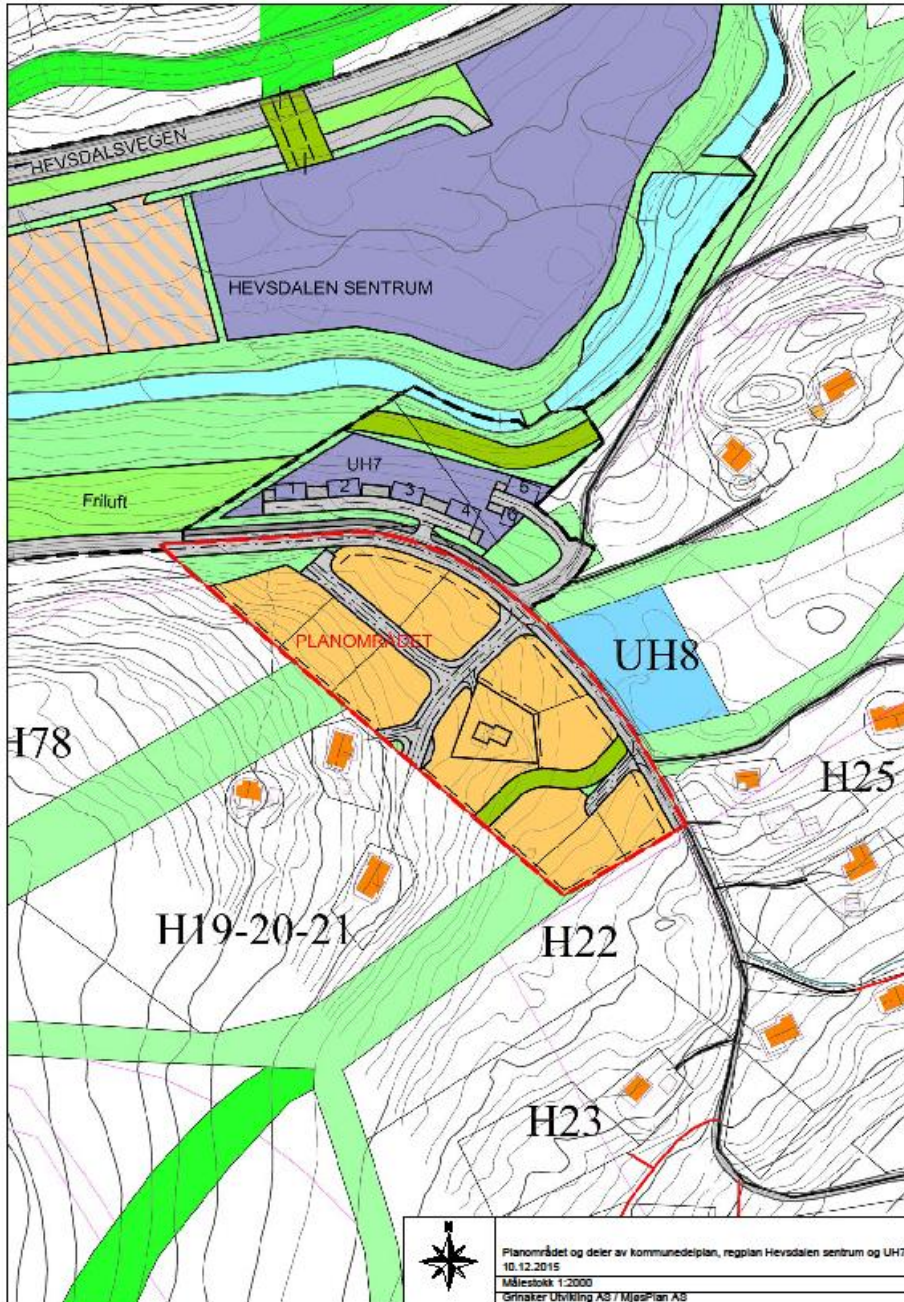 HEVSDALSVEGEN
HEVSDALEN SENTRUM
UH7
1 2 3 4 5 6
Friluft
PLANOMRÅDET
UH8
H78
H25
H19-20-21
H22
H23
N
Planområdet og deler av kommunedelplan, regplan Hevsdalen sentrum og UH7
10.12.2015
Målestokk 1:2000
Grinaker Utvikling AS / MjøsPlan AS